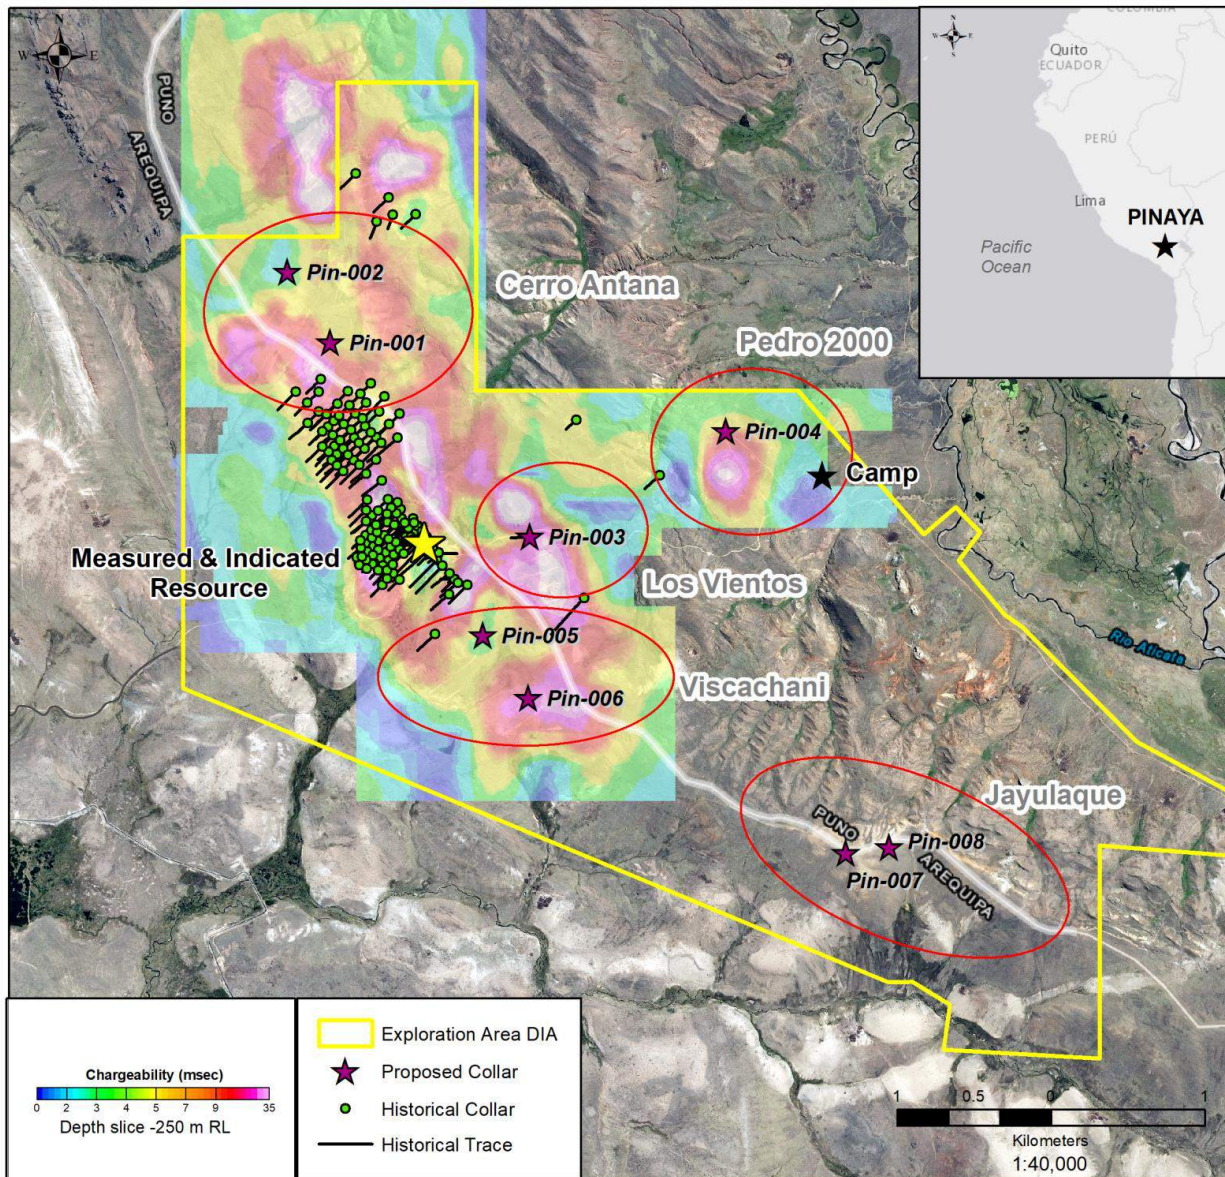 N
W
E
S
PUNO
AREQUIPA
N
W
E
S
COLOMBIA
Quito
ECUADOR
PERÚ
Lima
PINAYA
Pacific
Ocean
Pin-002
Cerro Antana
Pin-001
Pedro 2000
Pin-004
Camp
Pin-003
Measured & Indicated
Resource
Los Vientos
Pin-005
Viscachani
Pin-006
Jayulaque
PUNO
AREQUIPA
Pin-008
Pin-007
Chargeability (msec)
0 2 3 4 5 7 9 35
Depth slice -250 m RL
Exploration Area DIA
Proposed Collar
Historical Collar
Historical Trace
1 0.5 0 1
Kilometers
1:40,000